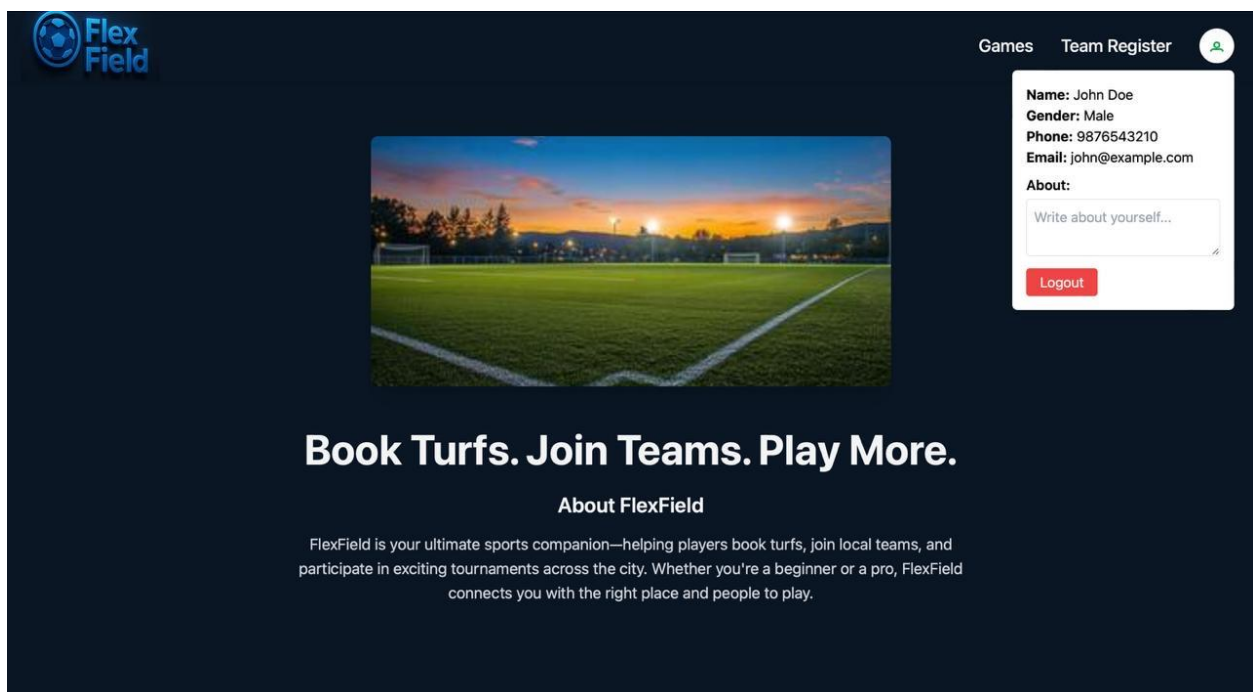 Flex
Field
Games Team Register
Name: John Doe
Gender: Male
Phone: 9876543210
Email: john@example.com
About:
Write about yourself...
Logout
Book Turfs. Join Teams. Play More.
About FlexField
FlexField is your ultimate sports companion—helping players book turfs, join local teams, and
participate in exciting tournaments across the city. Whether you're a beginner or a pro, FlexField
connects you with the right place and people to play.